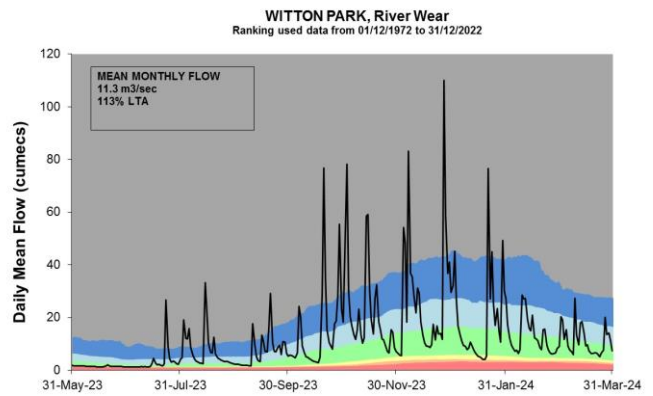 WITTON PARK, River Wear
Ranking used data from 01/12/1972 to 31/12/2022
120
MEAN MONTHLY FLOW
11.3 m3/sec
113% LTA
100
80
60
40
20
0
Daily Mean Flow (cumecs)
31-May-23 31-Jul-23 30-Sep-23 30-Nov-23 31-Jan-24 31-Mar-24